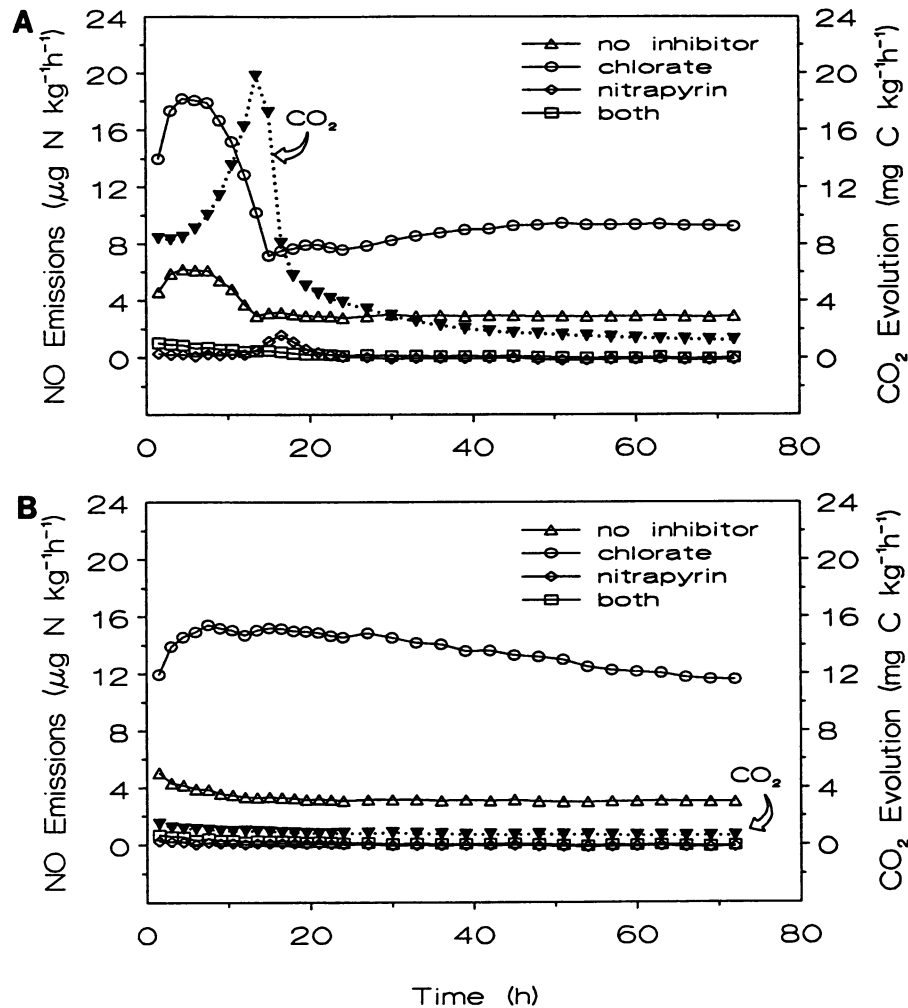 A
NO Emissions (μg N kg⁻¹h⁻¹)
24
20
16
12
8
4
0
no inhibitor
chlorate
nitrapyrin
both
CO₂
24
20
16
12
8
4
0
CO₂ Evolution (mg C kg⁻¹h⁻¹)
0 20 40 60 80
B
NO Emissions (μg N kg⁻¹h⁻¹)
24
20
16
12
8
4
0
no inhibitor
chlorate
nitrapyrin
both
CO₂
24
20
16
12
8
4
0
CO₂ Evolution (mg C kg⁻¹h⁻¹)
0 20 40 60 80
Time (h)